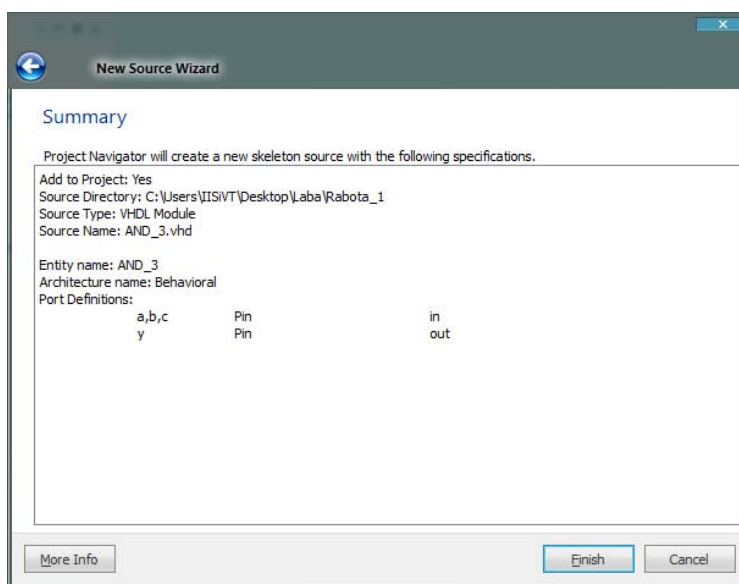 New Source Wizard
Summary
Project Navigator will create a new skeleton source with the following specifications.
Add to Project: Yes
Source Directory: C:\Users\IISiVT\Desktop\Laba\Rabota_1
Source Type: VHDL Module
Source Name: AND_3.vhd
Entity name: AND_3
Architecture name: Behavioral
Port Definitions:
a,b,c Pin in
y Pin out
More Info Finish Cancel